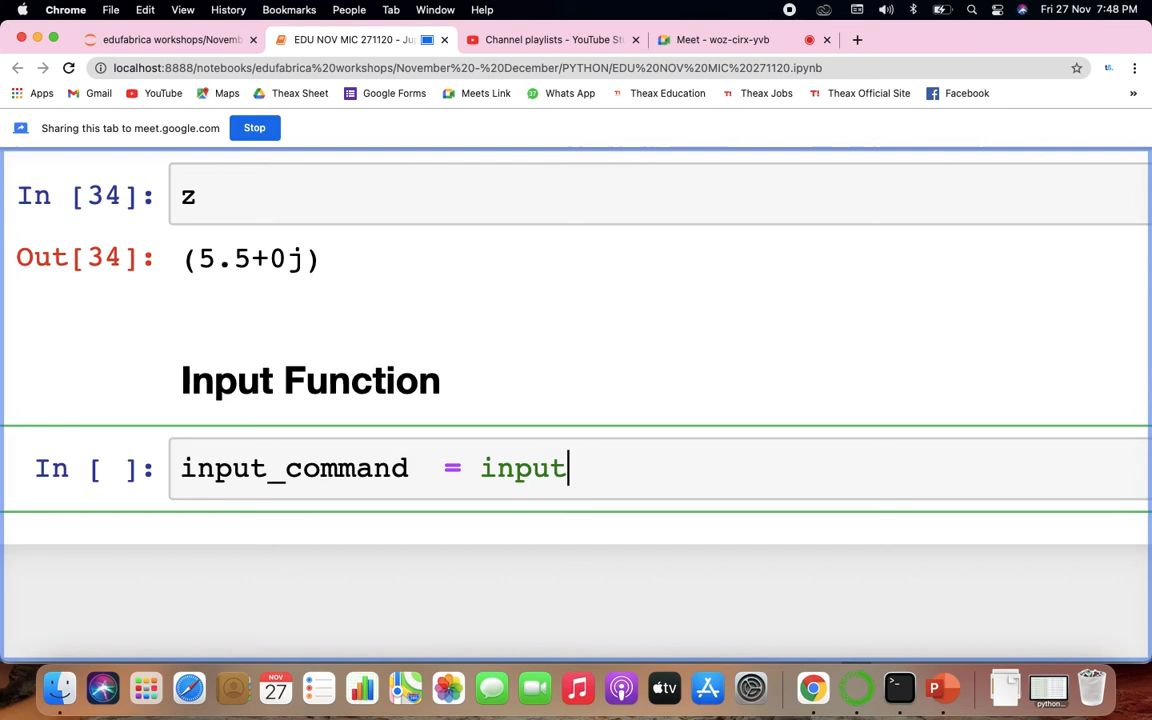 Chrome File Edit View History Bookmarks People Tab Window Help Fri 27 Nov 7:48 PM
edufabrica workshops/Novemb EDU NOV MIC 271120 - Ju Channel playlists - YouTube St Meet - woz-cirx-yvb
localhost:8888/notebooks/edufabrica%20workshops/November%20-%20December/PYTHON/EDU%20NOV%20MIC%20271120.ipynb
Apps Gmail YouTube Maps Theax Sheet Google Forms Meets Link Whats App Theax Education Theax Jobs Theax Official Site Facebook »
Sharing this tab to meet.google.com Stop
In [34]: z
Out[34]: (5.5+0j)
Input Function
In [ ]: input_command = input
NOV
27
tv
python...